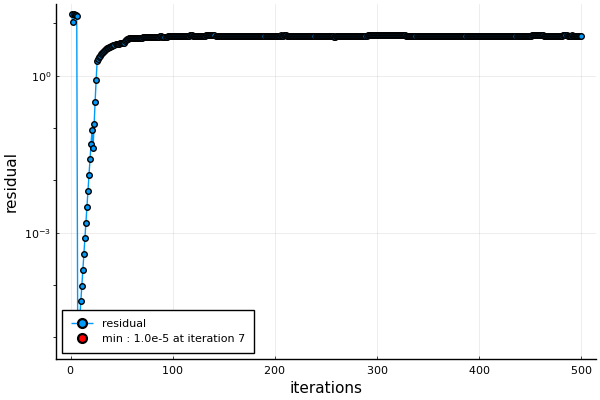 10⁰
10⁻³
residual
residual
min : 1.0e-5 at iteration 7
0 100 200 300 400 500
iterations